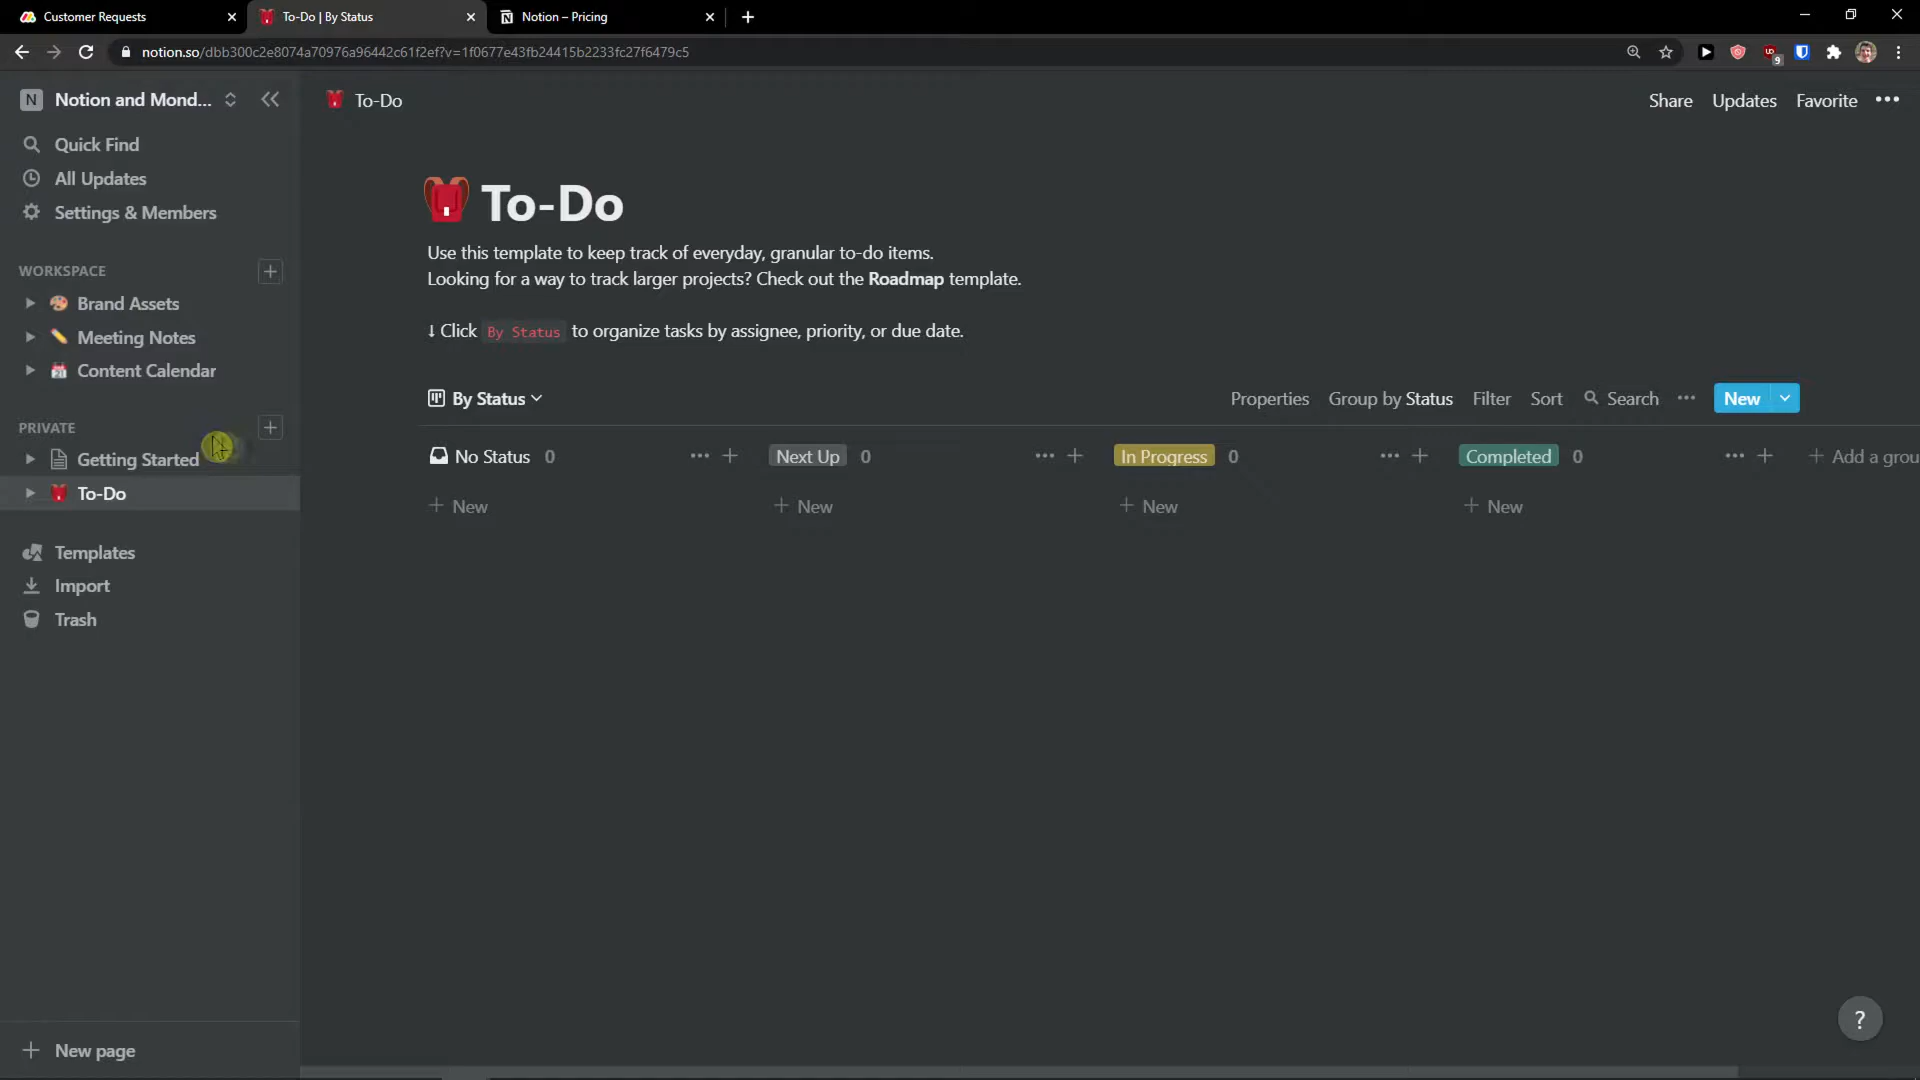 Customer Requests
To-Do | By Status
Notion – Pricing
notion.so/dbb300c2e8074a70976a96442c61f2ef?v=1f0677e43fb24415b2233fc27f6479c5
9
N Notion and Mond...
To-Do
Share Updates Favorite
Quick Find
All Updates
Settings & Members
WORKSPACE
Brand Assets
Meeting Notes
Content Calendar
PRIVATE
Getting Started
To-Do
Templates
Import
Trash
New page
To-Do
Use this template to keep track of everyday, granular to-do items.
Looking for a way to track larger projects? Check out the Roadmap template.
↓ Click By Status to organize tasks by assignee, priority, or due date.
By Status
Properties Group by Status Filter Sort Search ••• New
No Status 0 ••• +
Next Up 0 ••• +
In Progress 0 ••• +
Completed 0 ••• +
+ Add a grou
+ New
+ New
+ New
+ New
?